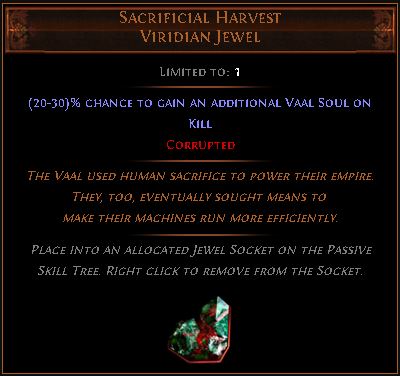 Sacrificial Harvest
Viridian Jewel
Limited to: 1
(20-30)% chance to gain an additional Vaal Soul on
Kill
Corrupted
The Vaal used human sacrifice to power their empire.
They, too, eventually sought means to
make their machines run more efficiently.
Place into an allocated Jewel Socket on the Passive
Skill Tree. Right click to remove from the Socket.